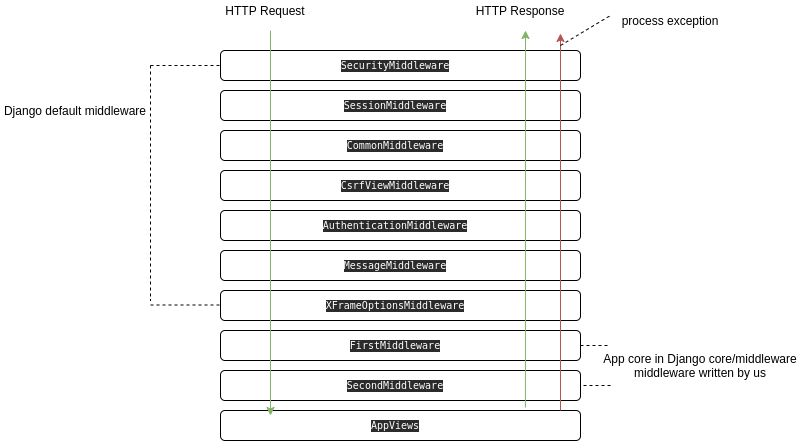 HTTP Request
HTTP Response
process exception
SecurityMiddleware
SessionMiddleware
Django default middleware
CommonMiddleware
CsrfViewMiddleware
AuthenticationMiddleware
MessageMiddleware
XFrameOptionsMiddleware
FirstMiddleware
App core in Django core/middleware
middleware written by us
SecondMiddleware
AppViews